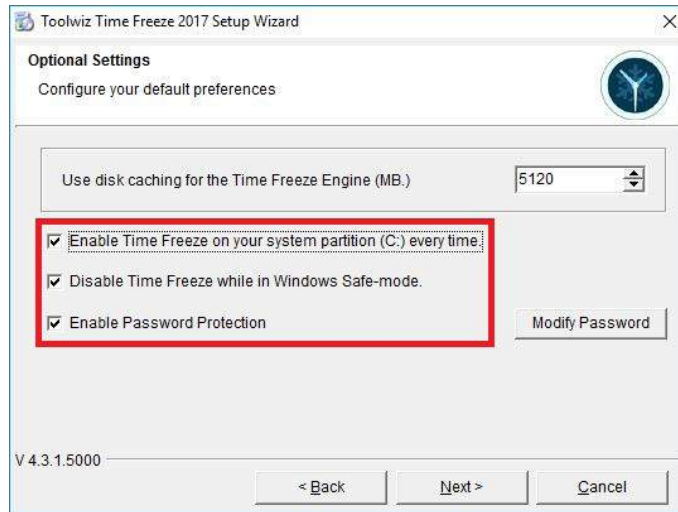 Toolwiz Time Freeze 2017 Setup Wizard
Optional Settings
Configure your default preferences
Use disk caching for the Time Freeze Engine (MB.) 5120
Enable Time Freeze on your system partition (C:) every time.
Disable Time Freeze while in Windows Safe-mode.
Enable Password Protection Modify Password
V 4.3.1.5000
< Back Next > Cancel